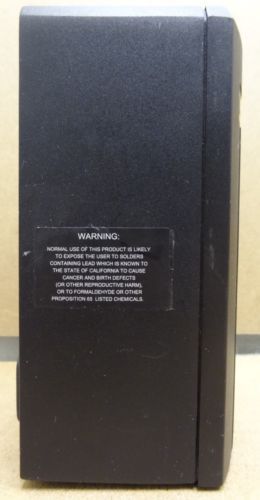 WARNING:
NORMAL USE OF THIS PRODUCT IS LIKELY
TO EXPOSE THE USER TO SOLDERS
CONTAINING LEAD WHICH IS KNOWN TO
THE STATE OF CALIFORNIA TO CAUSE
CANCER AND BIRTH DEFECTS
(OR OTHER REPRODUCTIVE HARM),
OR TO FORMALDEHYDE OR OTHER
PROPOSITION 65 LISTED CHEMICALS.